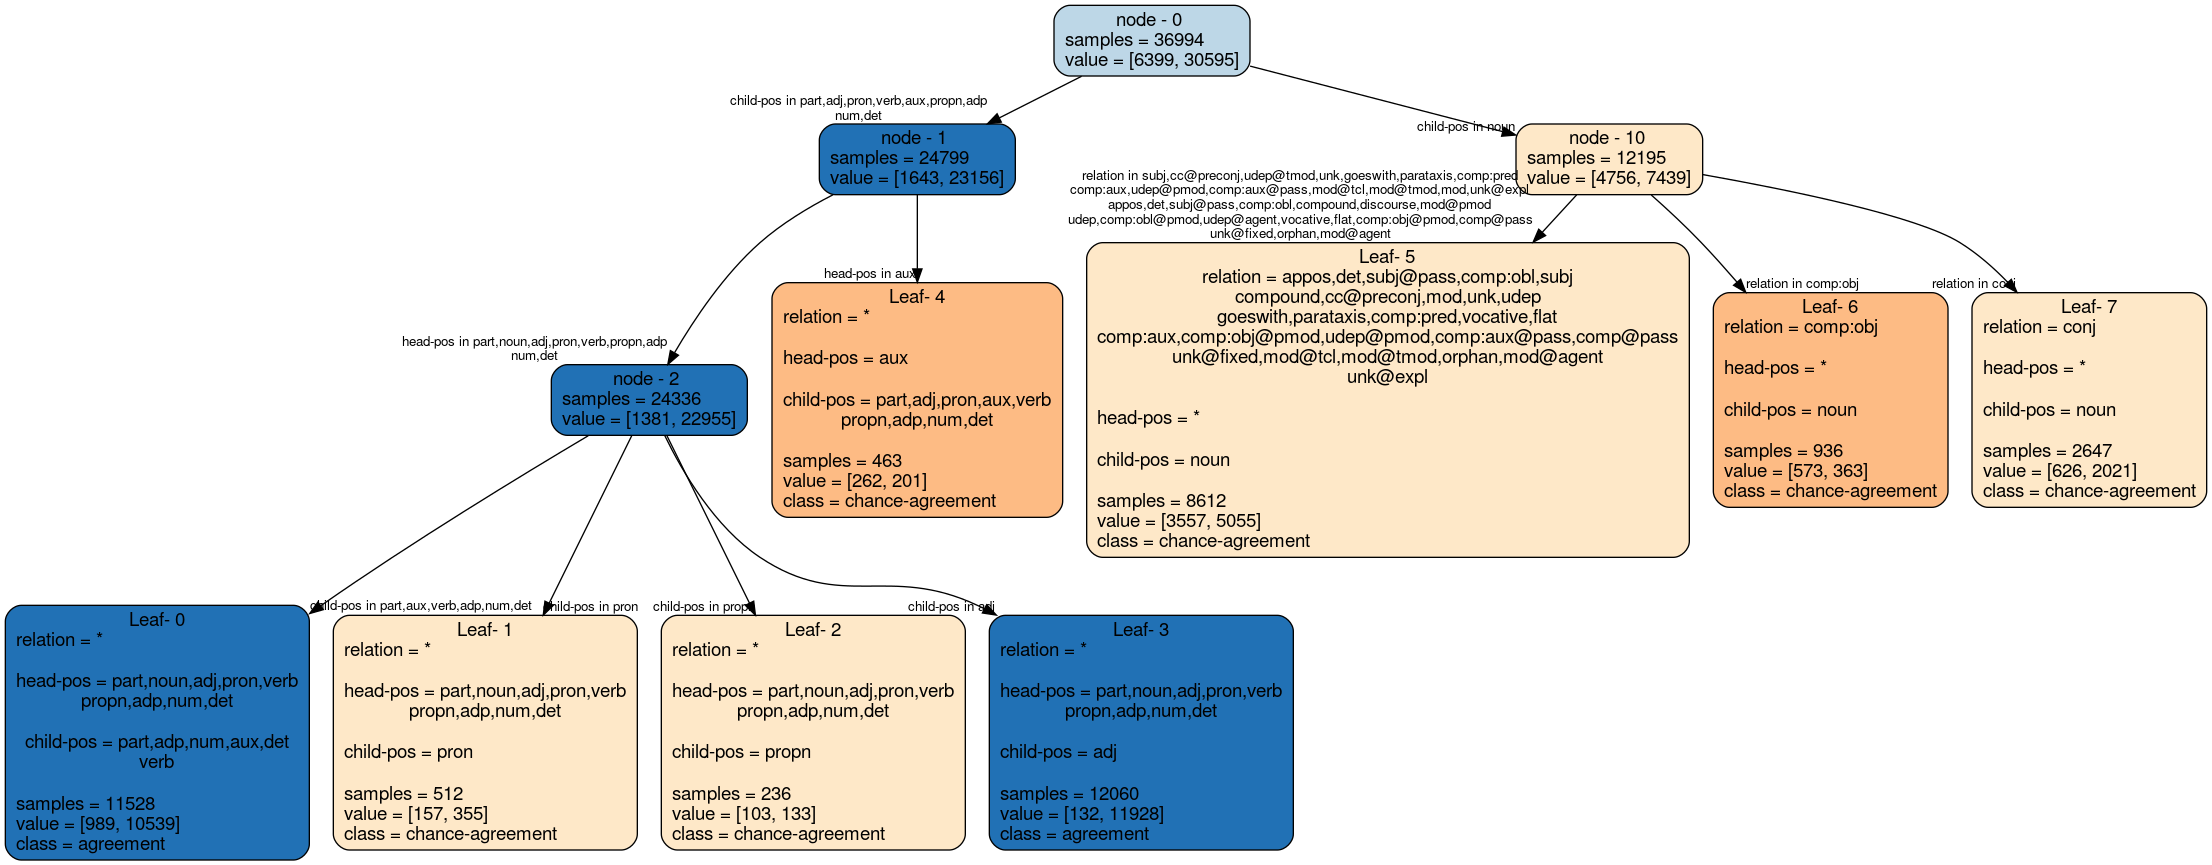 node - 0
samples = 36994
value = [6399, 30595]
child-pos in part,adj,pron,verb,aux,propn,adp
num,det
child-pos in noun
node - 1
samples = 24799
value = [1643, 23156]
node - 10
samples = 12195
value = [4756, 7439]
relation in subj,cc@preconj,udep@tmod,unk,goeswith,parataxis,comp:pred
comp:aux,udep@pmod,comp:aux@pass,mod@tcl,mod@tmod,mod,unk@expl
appos,det,subj@pass,comp:obl,compound,discourse,mod@pmod
udep,comp:obl@pmod,udep@agent,vocative,flat,comp:obj@pmod,comp@pass
unk@fixed,orphan,mod@agent
head-pos in aux
relation in comp:obj
relation in conj
head-pos in part,noun,adj,pron,verb,propn,adp
num,det
node - 2
samples = 24336
value = [1381, 22955]
Leaf- 4
relation = *
head-pos = aux
child-pos = part,adj,pron,aux,verb
propn,adp,num,det
samples = 463
value = [262, 201]
class = chance-agreement
Leaf- 5
relation = appos,det,subj@pass,comp:obl,subj
compound,cc@preconj,mod,unk,udep
goeswith,parataxis,comp:pred,vocative,flat
comp:aux,comp:obj@pmod,udep@pmod,comp:aux@pass,comp@pass
unk@fixed,mod@tcl,mod@tmod,orphan,mod@agent
unk@expl
head-pos = *
child-pos = noun
samples = 8612
value = [3557, 5055]
class = chance-agreement
Leaf- 6
relation = comp:obj
head-pos = *
child-pos = noun
samples = 936
value = [573, 363]
class = chance-agreement
Leaf- 7
relation = conj
head-pos = *
child-pos = noun
samples = 2647
value = [626, 2021]
class = chance-agreement
child-pos in part,aux,verb,adp,num,det
child-pos in pron
child-pos in propn
child-pos in adj
Leaf- 0
relation = *
head-pos = part,noun,adj,pron,verb
propn,adp,num,det
child-pos = part,adp,num,aux,det
verb
samples = 11528
value = [989, 10539]
class = agreement
Leaf- 1
relation = *
head-pos = part,noun,adj,pron,verb
propn,adp,num,det
child-pos = pron
samples = 512
value = [157, 355]
class = chance-agreement
Leaf- 2
relation = *
head-pos = part,noun,adj,pron,verb
propn,adp,num,det
child-pos = propn
samples = 236
value = [103, 133]
class = chance-agreement
Leaf- 3
relation = *
head-pos = part,noun,adj,pron,verb
propn,adp,num,det
child-pos = adj
samples = 12060
value = [132, 11928]
class = agreement